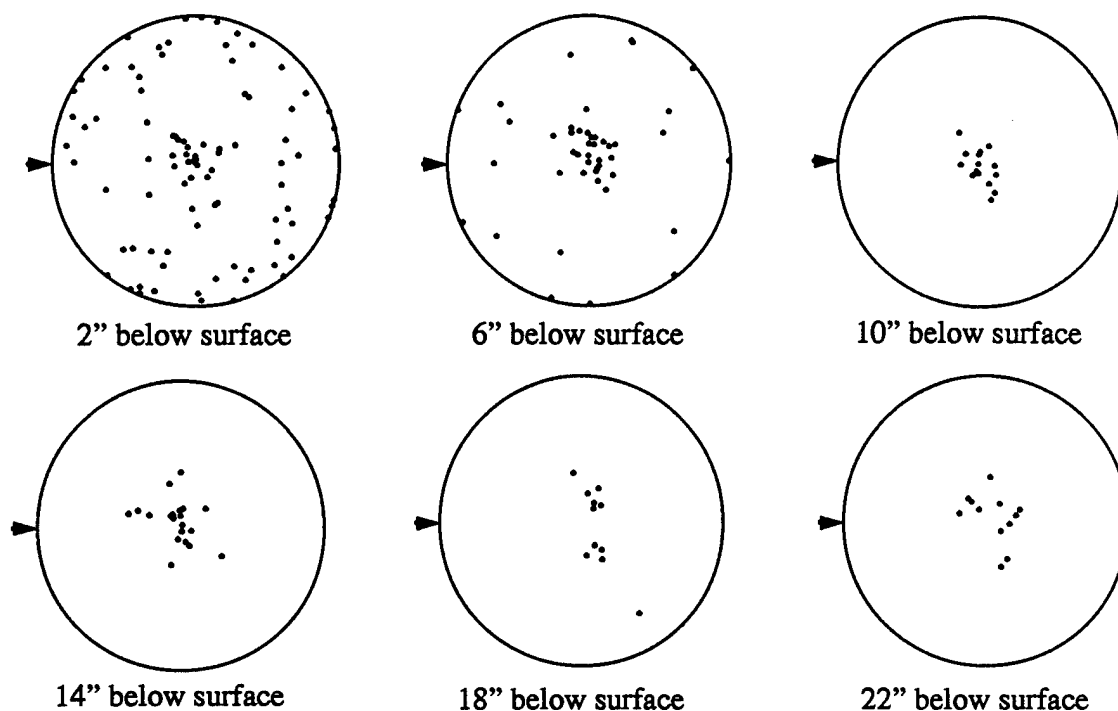 2” below surface
6” below surface
10” below surface
14” below surface
18” below surface
22” below surface